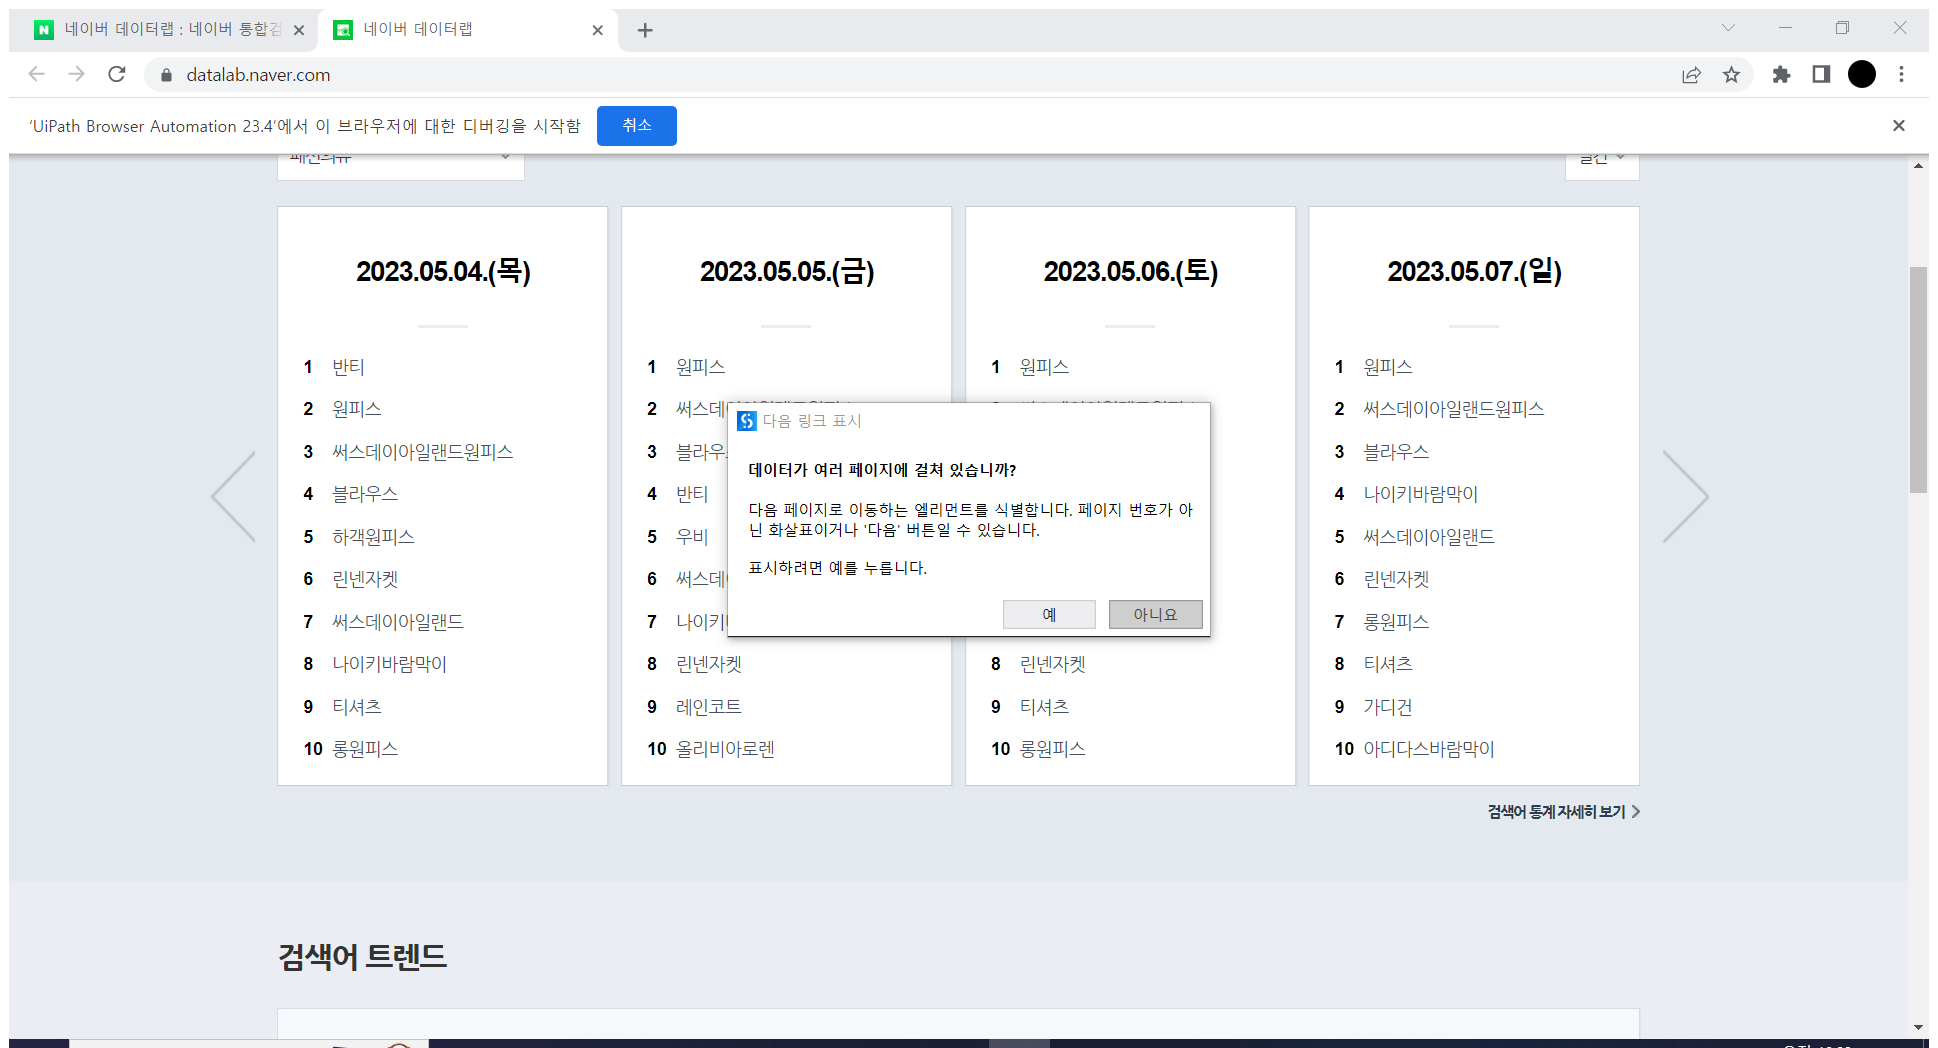 네이버 데이터랩 : 네이버 통합검
네이버 데이터랩
datalab.naver.com
'UiPath Browser Automation 23.4'에서 이 브라우저에 대한 디버깅을 시작함
취소
패션의류
일간
2023.05.04.(목)
1 반티
2 원피스
3 써스데이아일랜드원피스
4 블라우스
5 하객원피스
6 린넨자켓
7 써스데이아일랜드
8 나이키바람막이
9 티셔츠
10 롱원피스
2023.05.05.(금)
1 원피스
2 써스데이아일랜드원피스
3 블라우
4 반티
5 우비
6 써스데
7 나이키
8 린넨자켓
9 레인코트
10 올리비아로렌
2023.05.06.(토)
1 원피스
8 린넨자켓
9 티셔츠
10 롱원피스
2023.05.07.(일)
1 원피스
2 써스데이아일랜드원피스
3 블라우스
4 나이키바람막이
5 써스데이아일랜드
6 린넨자켓
7 롱원피스
8 티셔츠
9 가디건
10 아디다스바람막이
다음 링크 표시
데이터가 여러 페이지에 걸쳐 있습니까?
다음 페이지로 이동하는 엘리먼트를 식별합니다. 페이지 번호가 아
닌 화살표이거나 '다음' 버튼일 수 있습니다.
표시하려면 예를 누릅니다.
예
아니요
검색어 통계 자세히 보기
검색어 트렌드